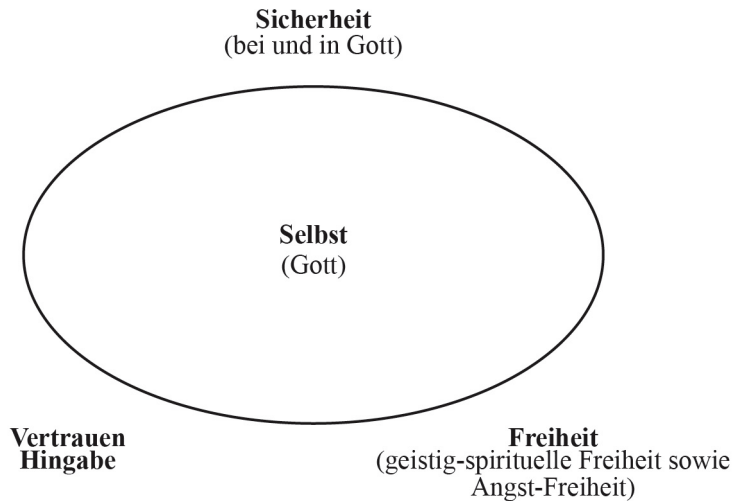 Sicherheit
(bei und in Gott)
Selbst
(Gott)
Vertrauen
Hingabe
Freiheit
(geistig-spirituelle Freiheit sowie
Angst-Freiheit)